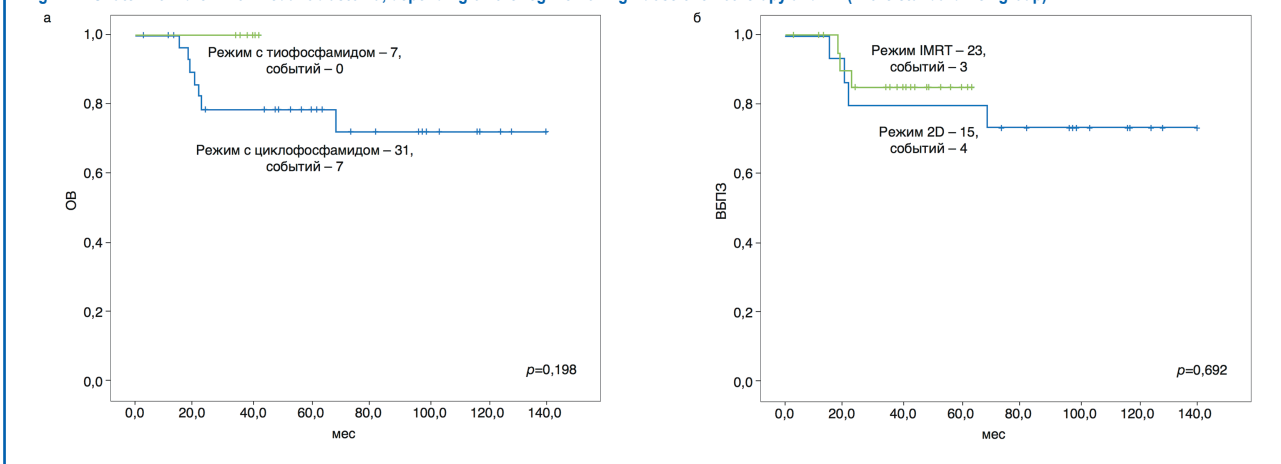 а
1,0
0,8
0,6
0,4
0,2
0,0
ОВ
Режим с тиофосфамидом – 7,
событий – 0
Режим с циклофосфамидом – 31,
событий – 7
p=0,198
0,0 20,0 40,0 60,0 80,0 100,0 120,0 140,0
мес
б
1,0
0,8
0,6
0,4
0,2
0,0
ВБПЗ
Режим IMRT – 23,
событий – 3
Режим 2D – 15,
событий – 4
p=0,692
0,0 20,0 40,0 60,0 80,0 100,0 120,0 140,0
мес